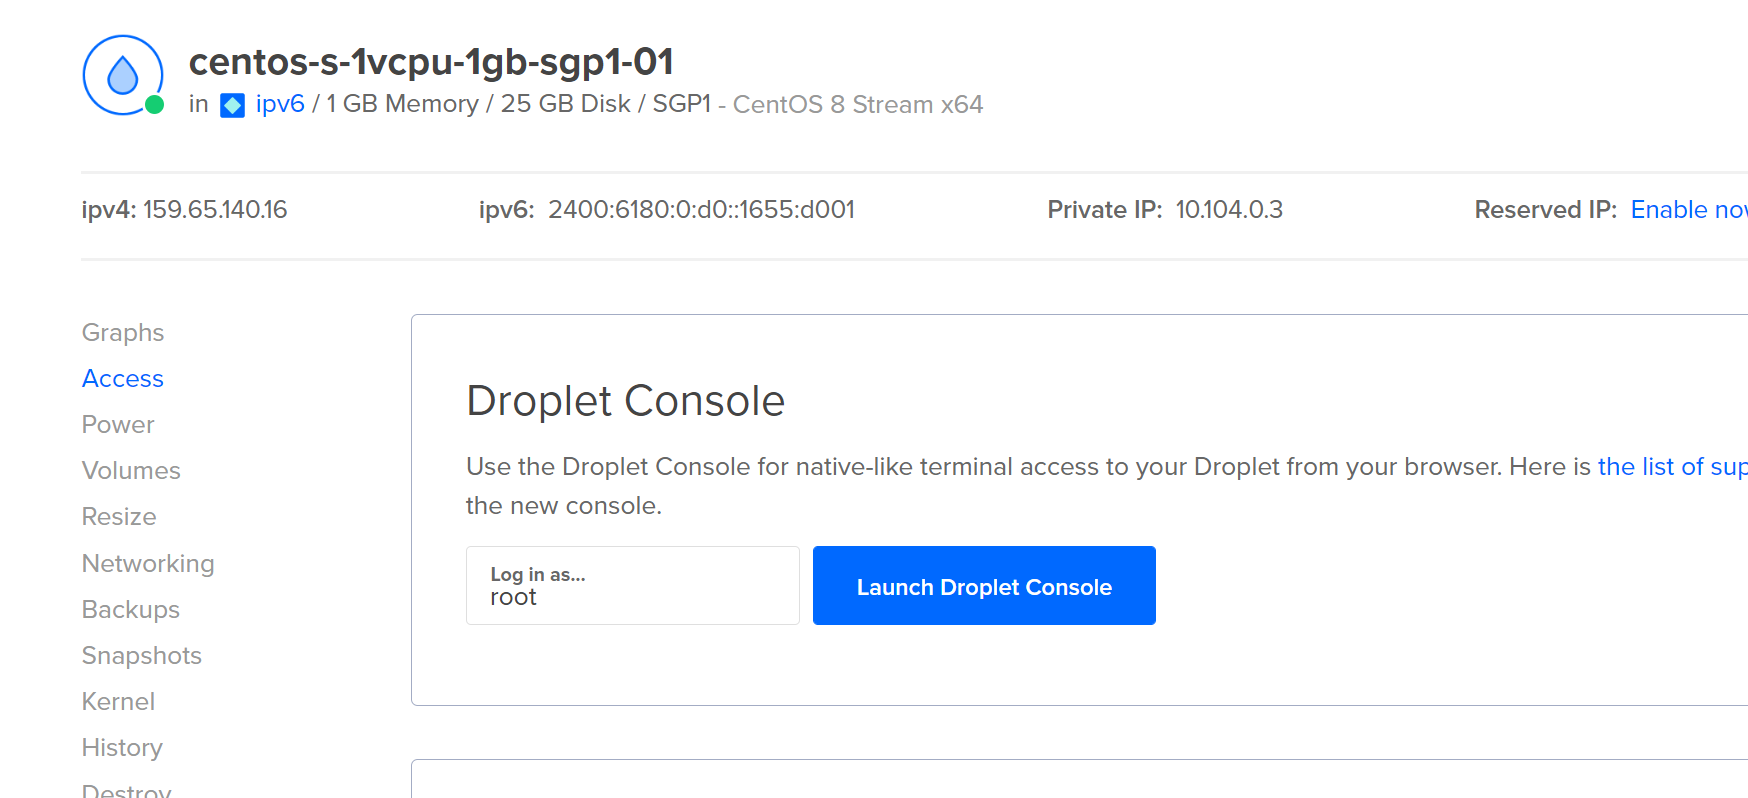 centos-s-1vcpu-1gb-sgp1-01
in ipv6 / 1 GB Memory / 25 GB Disk / SGP1 - CentOS 8 Stream x64
ipv4: 159.65.140.16 ipv6: 2400:6180:0:d0::1655:d001 Private IP: 10.104.0.3 Reserved IP: Enable
Graphs
Access
Power
Volumes
Resize
Networking
Backups
Snapshots
Kernel
History
Destroy
Droplet Console
Use the Droplet Console for native-like terminal access to your Droplet from your browser. Here is the list of
the new console.
Log in as...
root
Launch Droplet Console